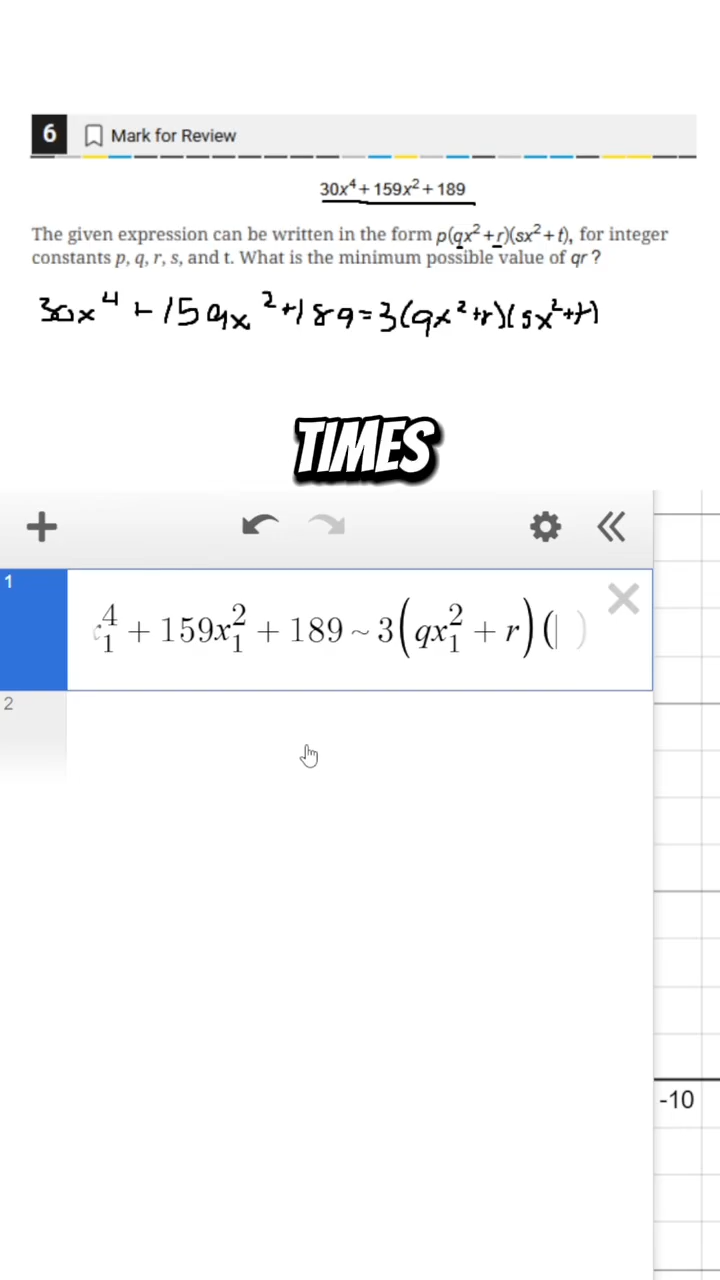 6 Mark for Review
30x⁴ + 159x² + 189
The given expression can be written in the form p(qx² + r)(sx² + t), for integer
constants p, q, r, s, and t. What is the minimum possible value of qr ?
30x⁴ + 159x² + 189 = 3(qx² + r)(sx² + t)
TIMES
1
⁴₁ + 159x₁² + 189 ~ 3(qx₁² + r)( )
2
-10